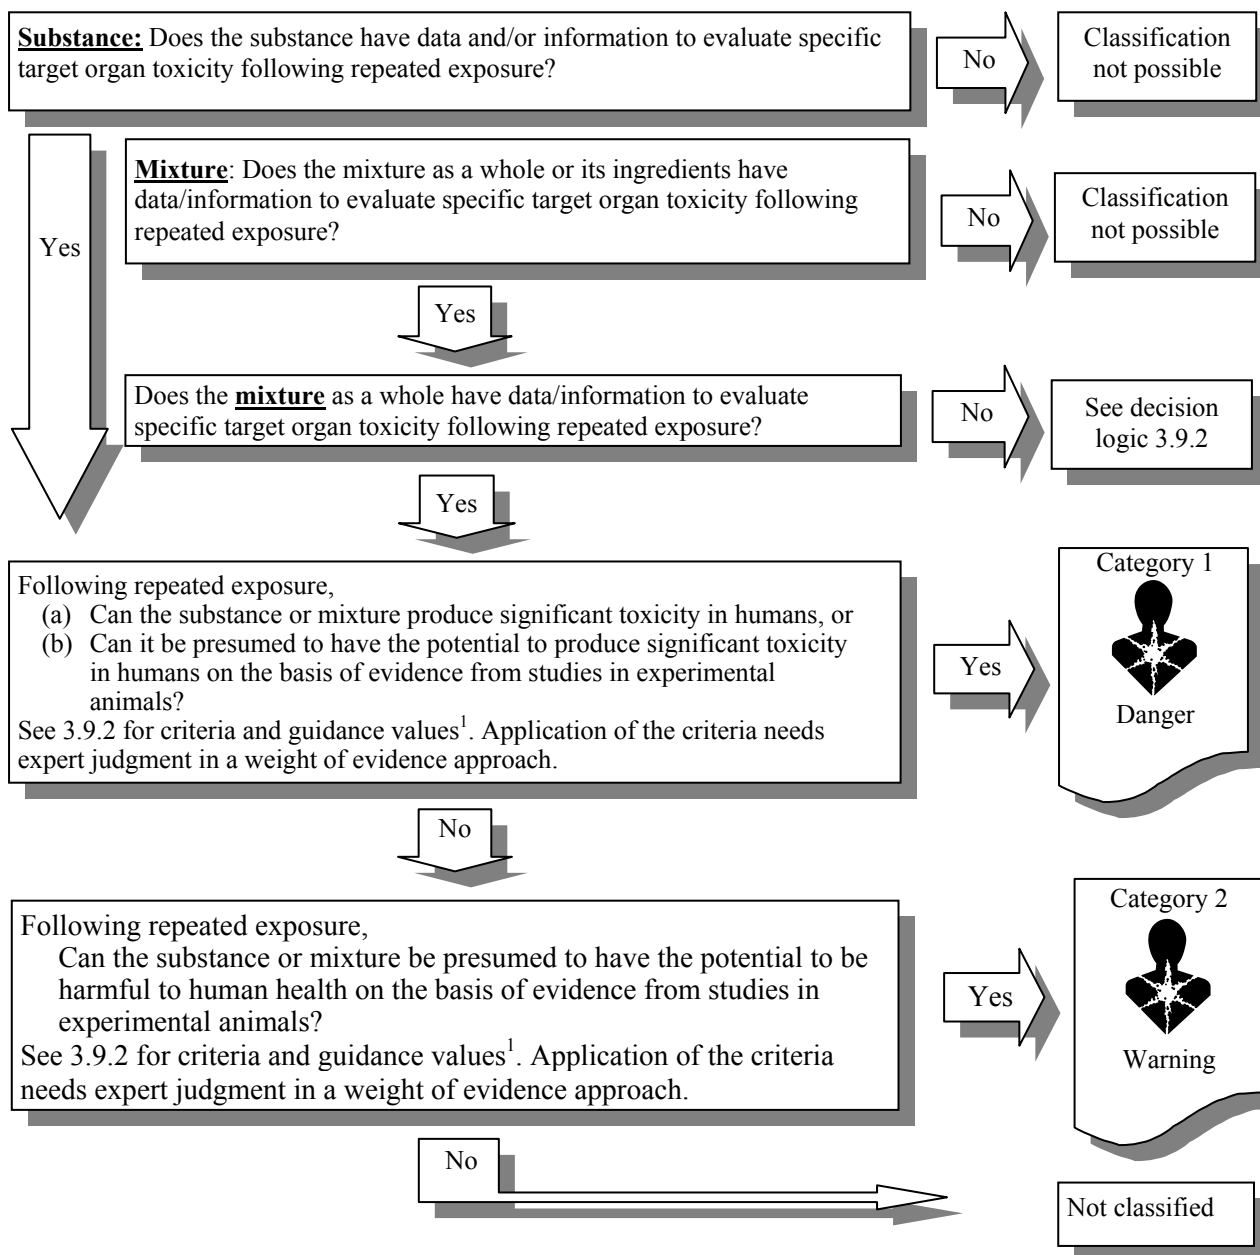 Substance: Does the substance have data and/or information to evaluate specific
target organ toxicity following repeated exposure?
No
Classification
not possible
Yes
Mixture: Does the mixture as a whole or its ingredients have
data/information to evaluate specific target organ toxicity following
repeated exposure?
No
Classification
not possible
Yes
Does the mixture as a whole have data/information to evaluate
specific target organ toxicity following repeated exposure?
No
See decision
logic 3.9.2
Yes
Following repeated exposure,
(a) Can the substance or mixture produce significant toxicity in humans, or
(b) Can it be presumed to have the potential to produce significant toxicity
in humans on the basis of evidence from studies in experimental
animals?
See 3.9.2 for criteria and guidance values¹. Application of the criteria needs
expert judgment in a weight of evidence approach.
Yes
Category 1
Danger
No
Following repeated exposure,
Can the substance or mixture be presumed to have the potential to be
harmful to human health on the basis of evidence from studies in
experimental animals?
See 3.9.2 for criteria and guidance values¹. Application of the criteria
needs expert judgment in a weight of evidence approach.
Yes
Category 2
Warning
No
Not classified